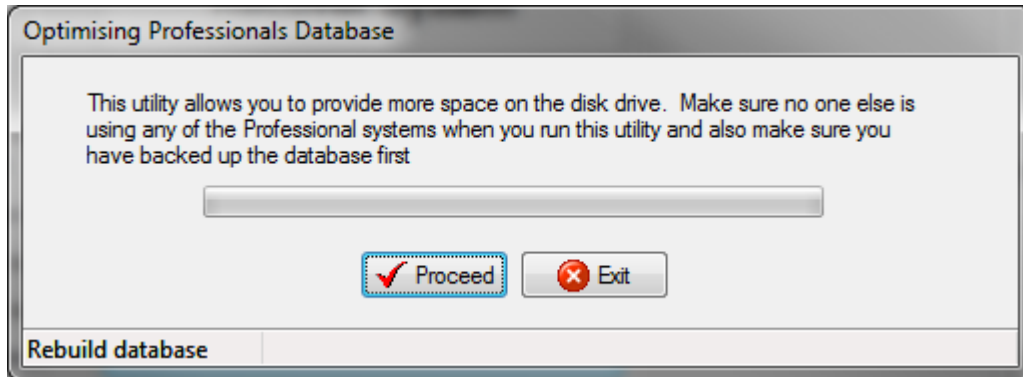 Optimising Professionals Database
This utility allows you to provide more space on the disk drive.  Make sure no one else is
using any of the Professional systems when you run this utility and also make sure you
have backed up the database first
Proceed
Exit
Rebuild database